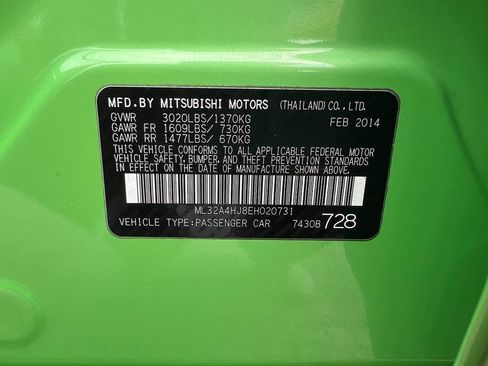 MFD.BY MITSUBISHI MOTORS (THAILAND) CO.,LTD.
GVWR 3020LBS/1370KG FEB 2014
GAWR FR 1609LBS/ 730KG
GAWR RR 1477LBS/ 670KG
THIS VEHICLE CONFORMS TO ALL APPLICABLE FEDERAL MOTOR
VEHICLE SAFETY, BUMPER, AND THEFT PREVENTION STANDARDS
IN EFFECT ON THE DATE OF MANUFACTURE SHOWN ABOVE.
ML32A4HJ8EH020731
VEHICLE TYPE:PASSENGER CAR 7430B 728